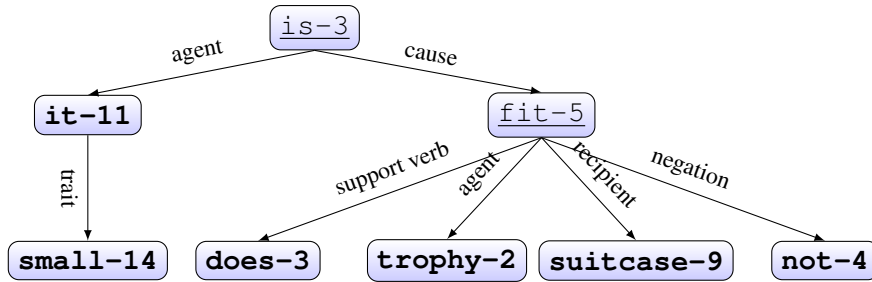 is-3
agent
cause
it-11
fit-5
trait
support verb
agent
recipient
negation
small-14
does-3
trophy-2
suitcase-9
not-4